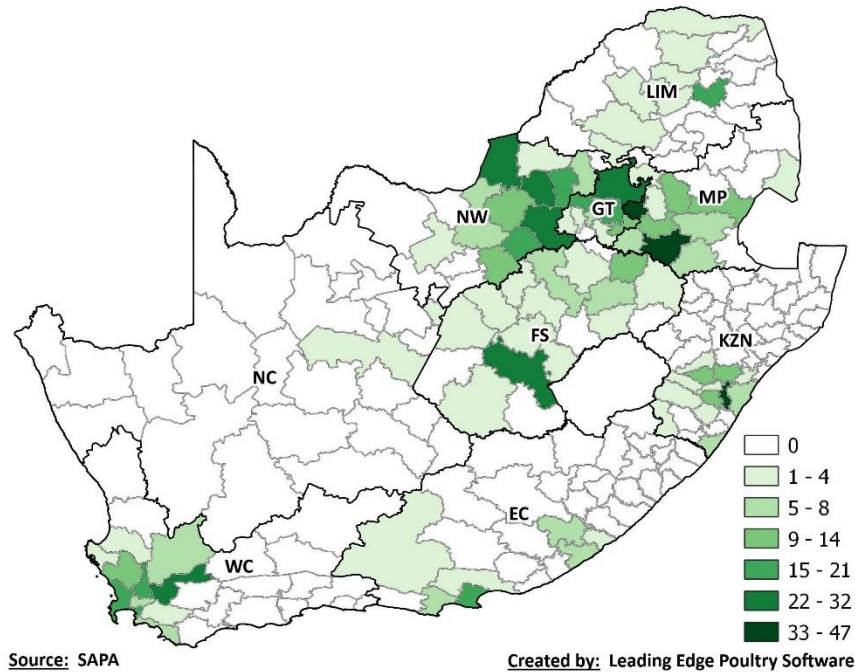 LIM
MP
NW
GT
KZN
FS
NC
EC
WC
0
1 - 4
5 - 8
9 - 14
15 - 21
22 - 32
33 - 47
Source: SAPA
Created by: Leading Edge Poultry Software